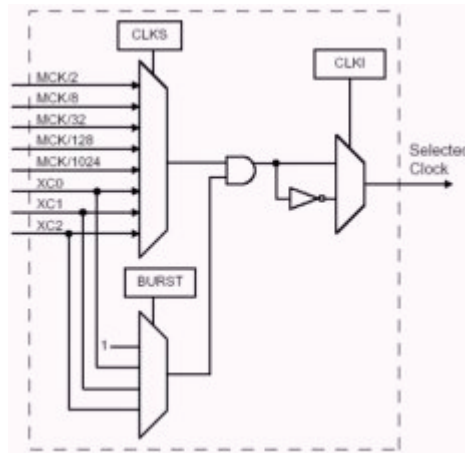 CLKS
CLKI
MCK/2
MCK/8
MCK/32
MCK/128
MCK/1024
XC0
XC1
XC2
Selected
Clock
BURST
1